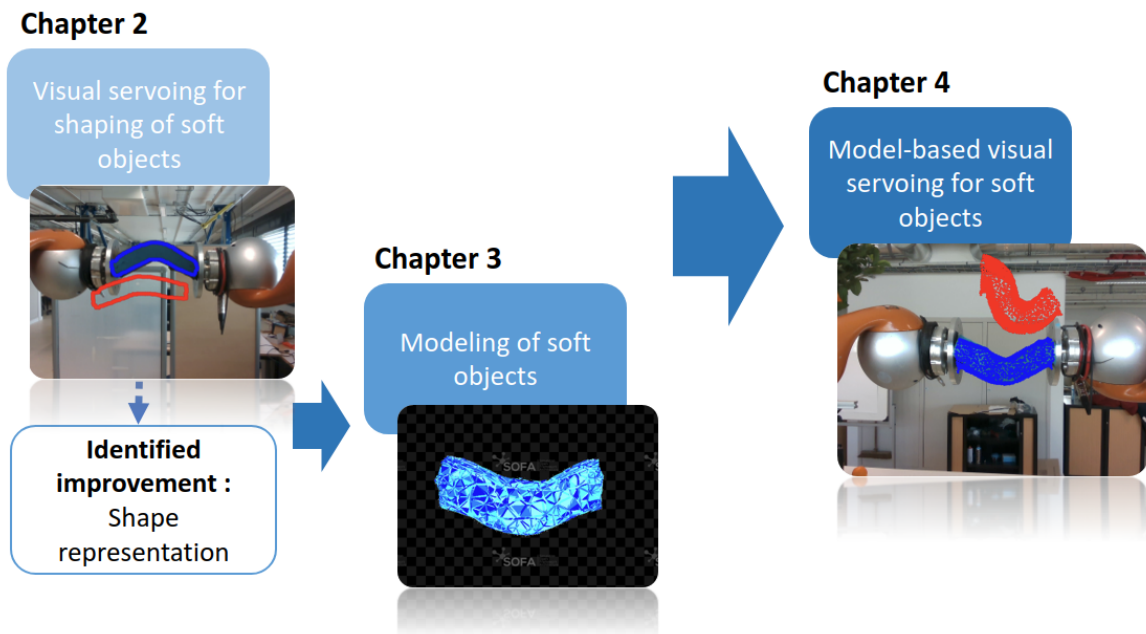 Chapter 2
Visual servoing for
shaping of soft
objects
Identified
improvement :
Shape
representation
Chapter 3
Modeling of soft
objects
SOFA
SOFA
Chapter 4
Model-based visual
servoing for soft
objects